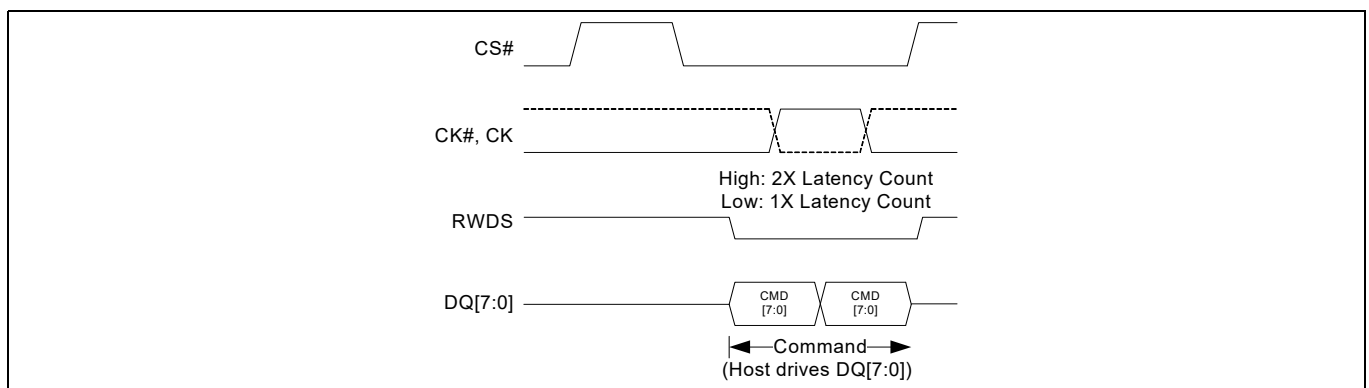 CS#
CK#, CK
High: 2X Latency Count
Low: 1X Latency Count
RWDS
DQ[7:0]
CMD CMD
[7:0] [7:0]
Command
(Host drives DQ[7:0])